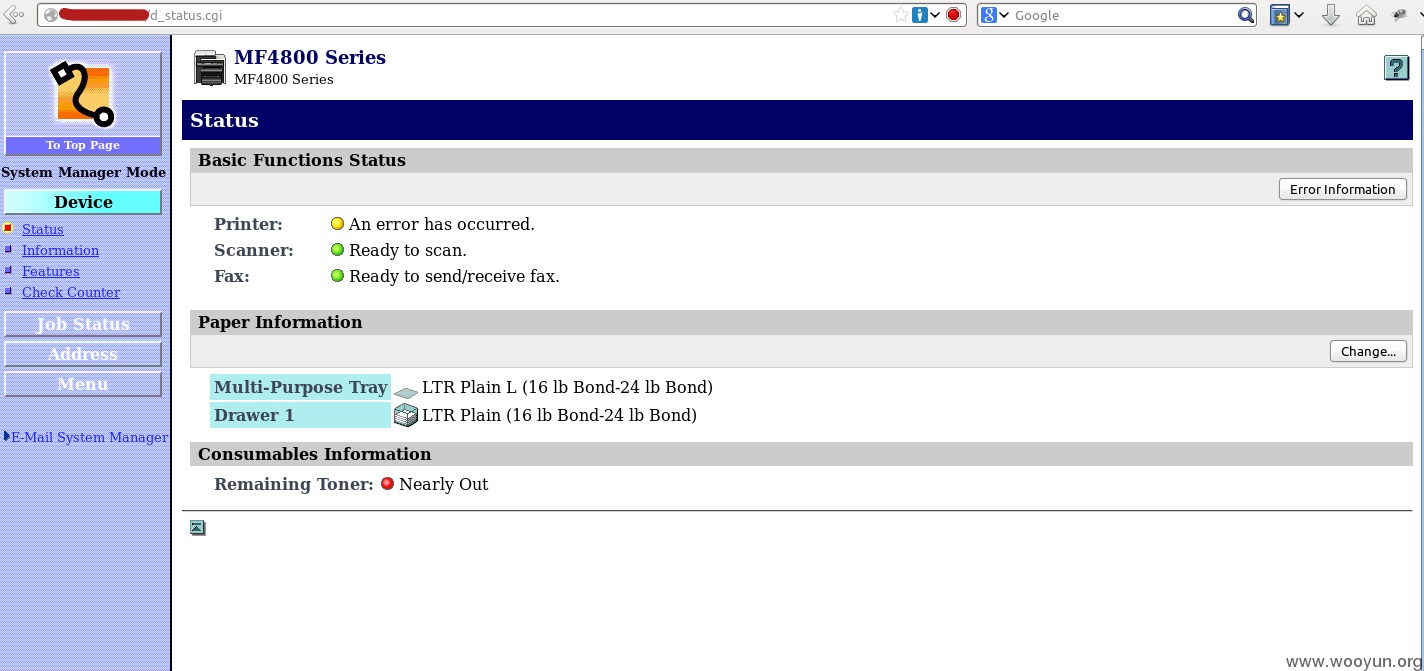 d_status.cgi
Google
To Top Page
System Manager Mode
Device
Status
Information
Features
Check Counter
Job Status
Address
Menu
E-Mail System Manager
MF4800 Series
MF4800 Series
?
Status
Basic Functions Status
Error Information
Printer: An error has occurred.
Scanner: Ready to scan.
Fax: Ready to send/receive fax.
Paper Information
Change...
Multi-Purpose Tray LTR Plain L (16 lb Bond-24 lb Bond)
Drawer 1 LTR Plain (16 lb Bond-24 lb Bond)
Consumables Information
Remaining Toner: Nearly Out
www.wooyun.org